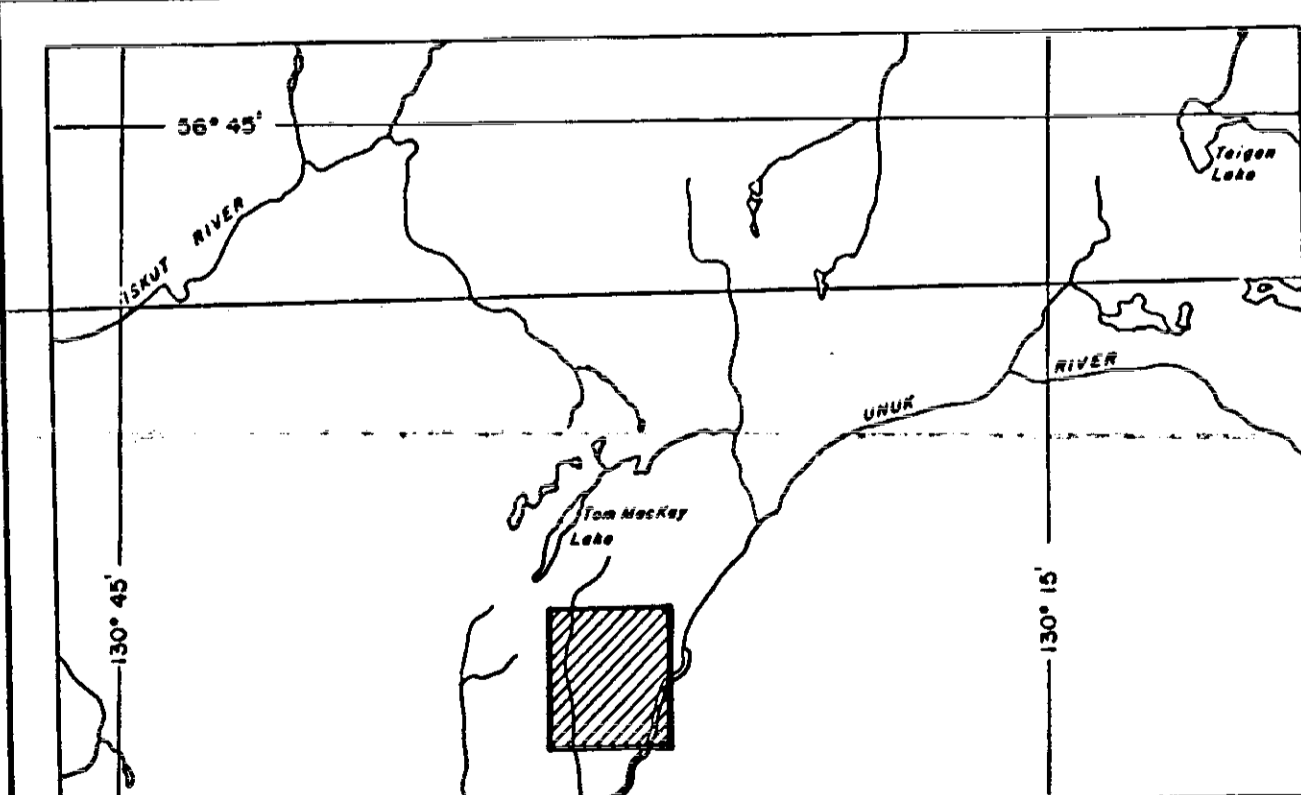 56° 45'
Teigen
Lake
ISKUT RIVER
UNUK RIVER
Tom MacKay
Lake
130° 45'
130° 15'